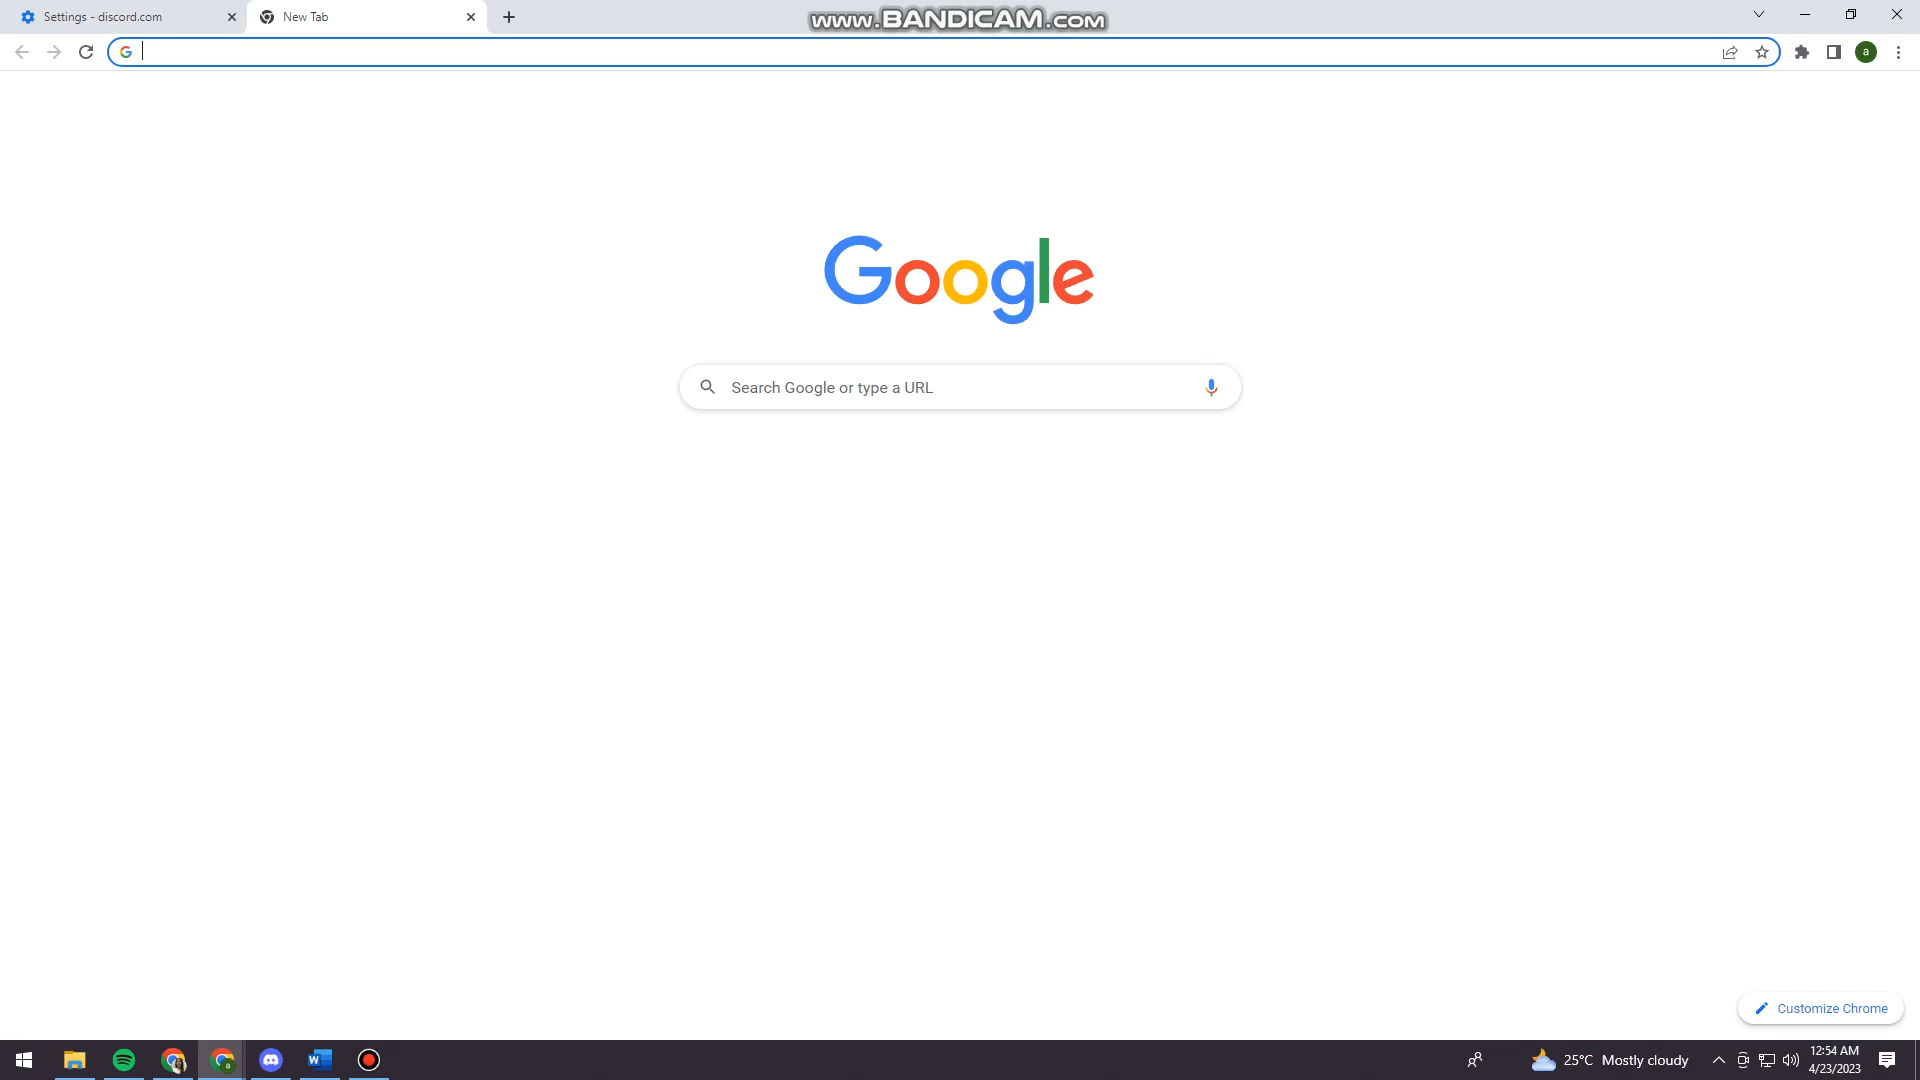 Settings - discord.com
New Tab
www.BANDICAM.com
Google
Search Google or type a URL
Customize Chrome
25°C Mostly cloudy
12:54 AM
4/23/2023